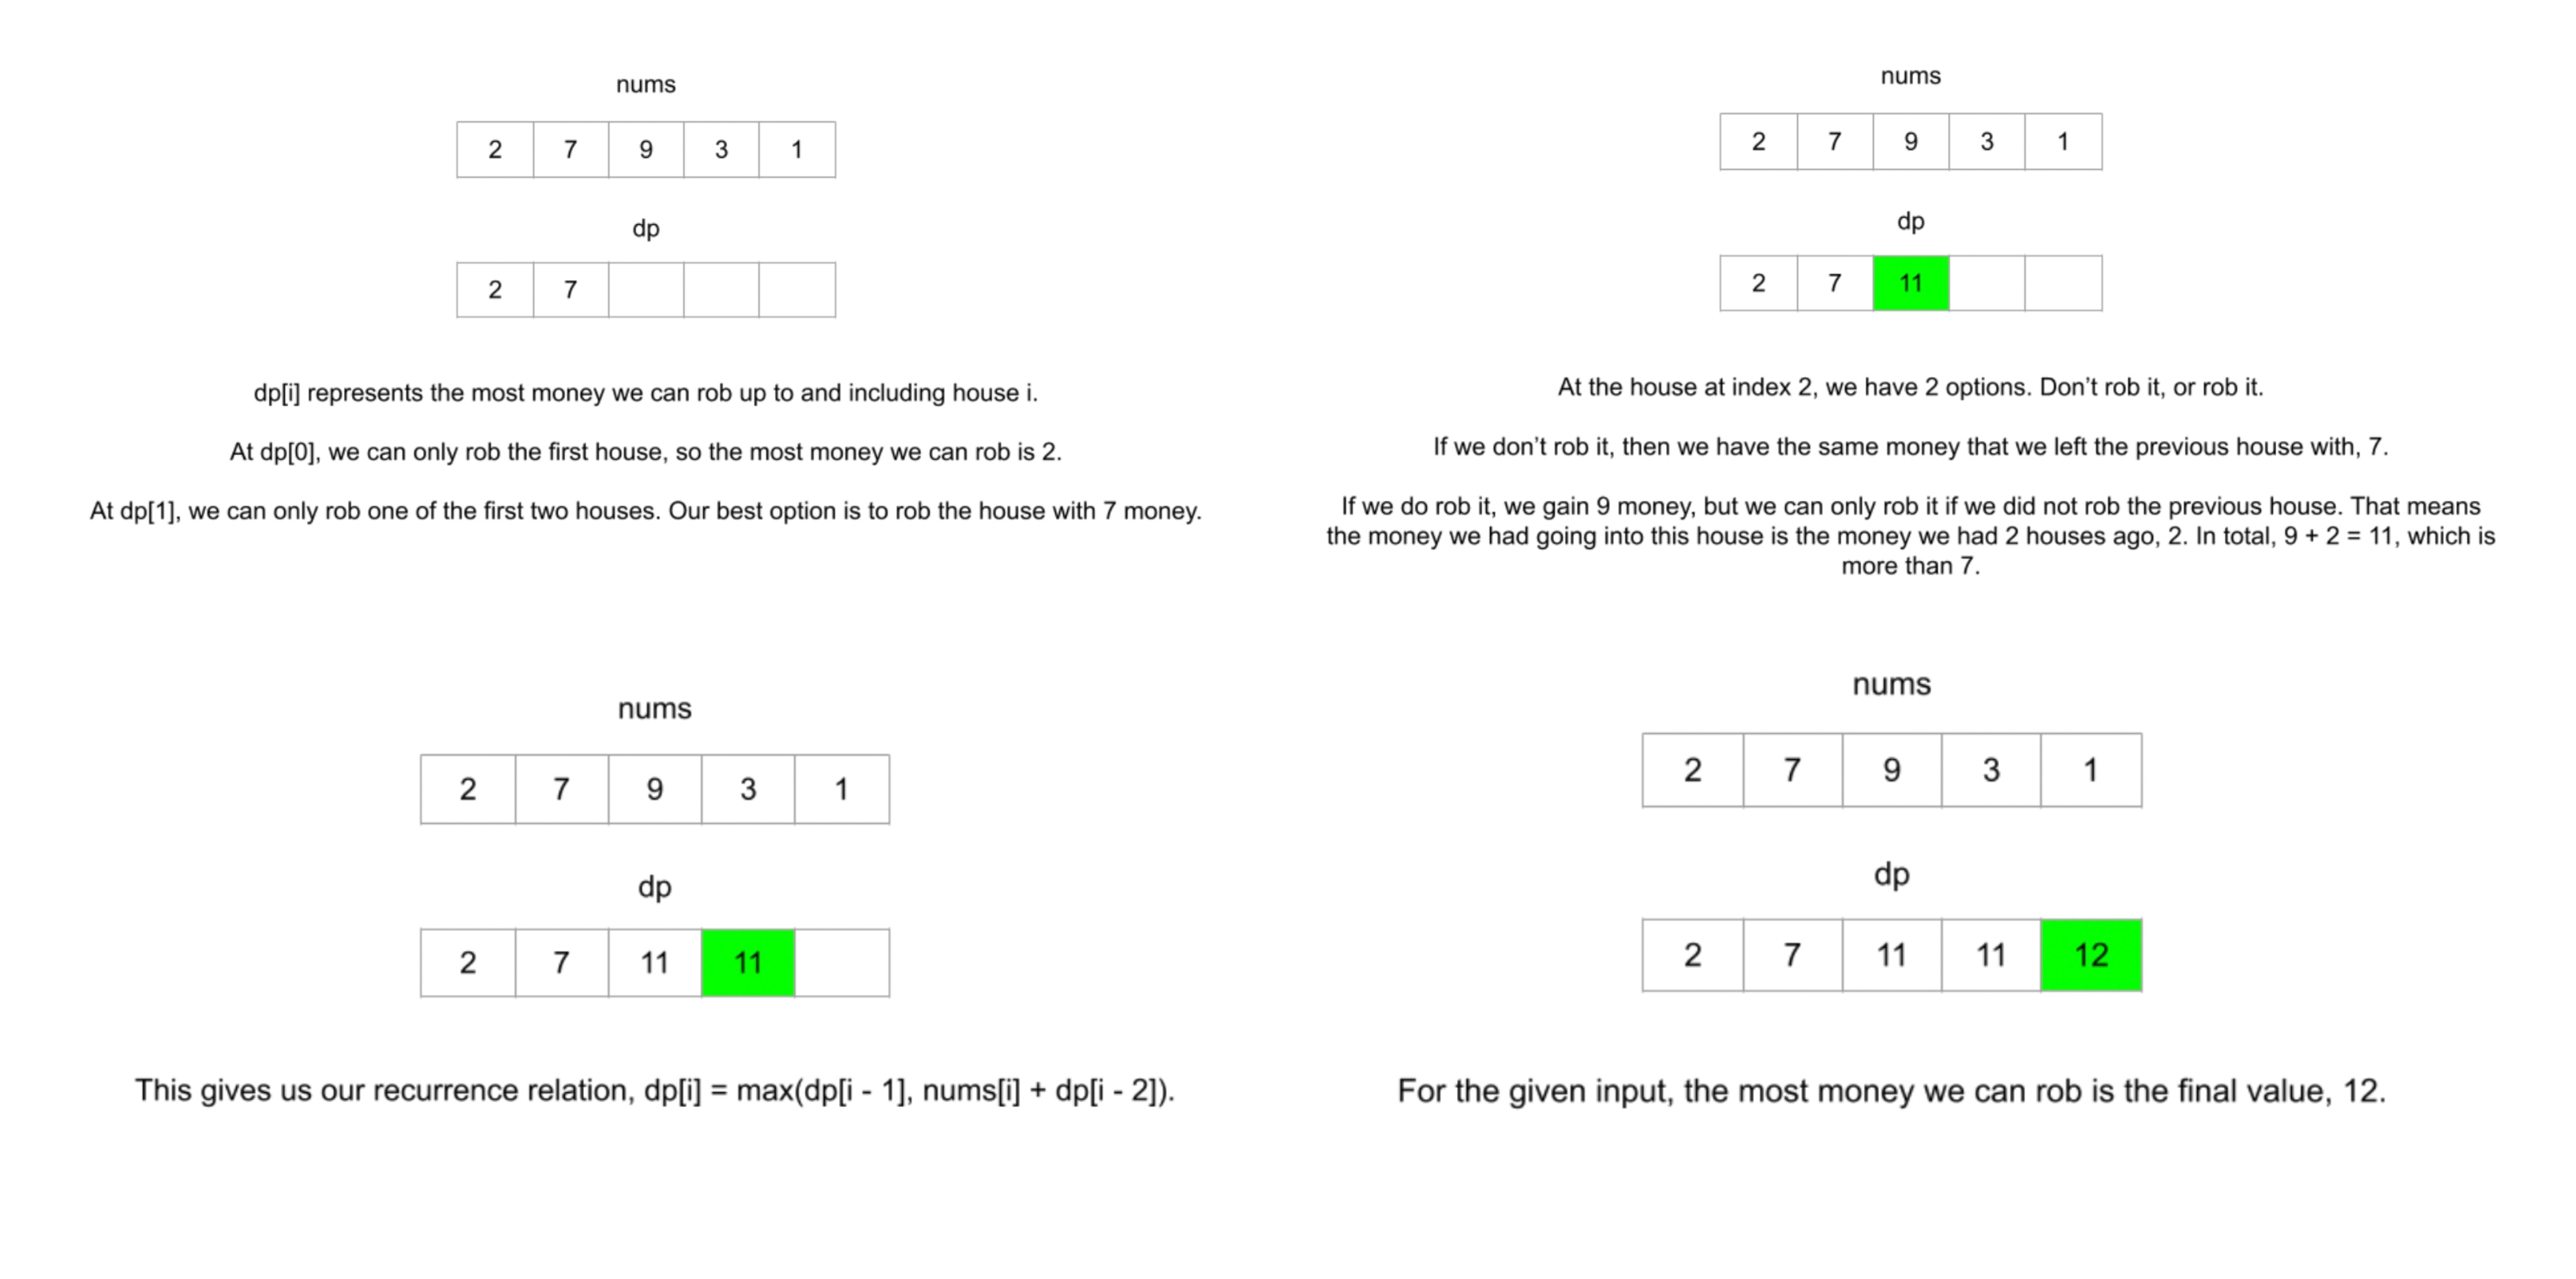 nums
2 7 9 3 1
dp
2 7
dp[i] represents the most money we can rob up to and including house i.
At dp[0], we can only rob the first house, so the most money we can rob is 2.
At dp[1], we can only rob one of the first two houses. Our best option is to rob the house with 7 money.
nums
2 7 9 3 1
dp
2 7 11
At the house at index 2, we have 2 options. Don’t rob it, or rob it.
If we don’t rob it, then we have the same money that we left the previous house with, 7.
If we do rob it, we gain 9 money, but we can only rob it if we did not rob the previous house. That means
the money we had going into this house is the money we had 2 houses ago, 2. In total, 9 + 2 = 11, which is
more than 7.
nums
2 7 9 3 1
dp
2 7 11 11
This gives us our recurrence relation, dp[i] = max(dp[i - 1], nums[i] + dp[i - 2]).
nums
2 7 9 3 1
dp
2 7 11 11 12
For the given input, the most money we can rob is the final value, 12.